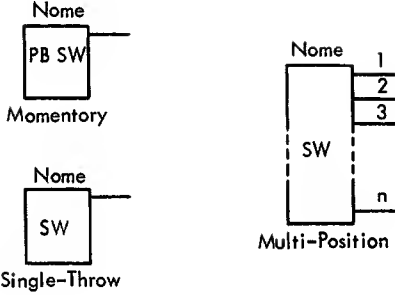 Nome
PB SW
Momentory
Nome
SW
Single-Throw
Nome
1
2
3
SW
n
Multi-Position